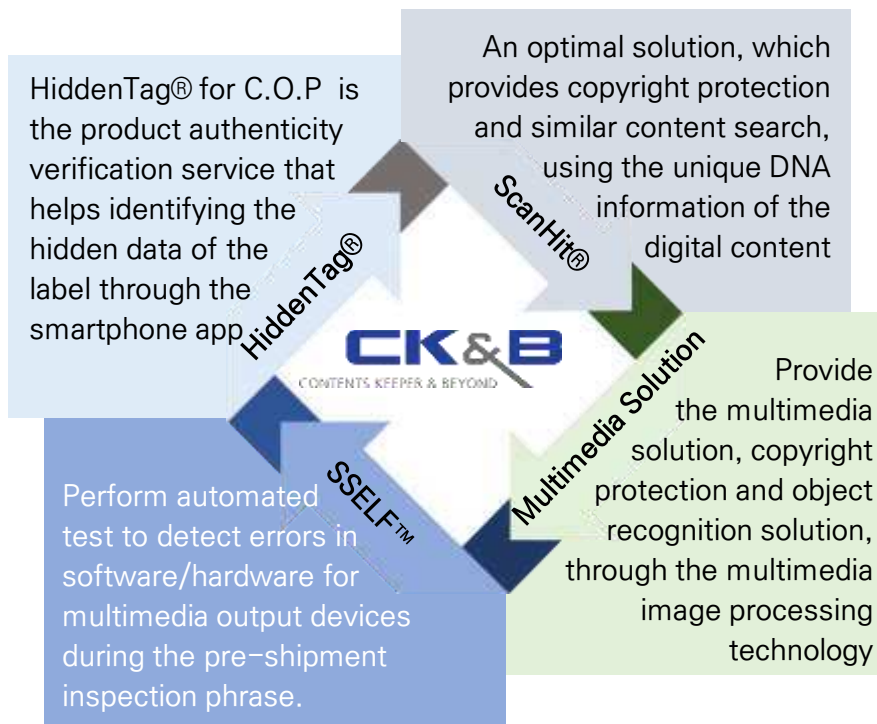 HiddenTag® for C.O.P is
the product authenticity
verification service that
helps identifying the
hidden data of the
label through the
smartphone app
HiddenTag®
An optimal solution, which
provides copyright protection
and similar content search,
using the unique DNA
information of the
digital content
ScanHit®
CK&B
CONTENTS KEEPER & BEYOND
Perform automated
test to detect errors in
software/hardware for
multimedia output devices
during the pre-shipment
inspection phrase.
SSELF™
Multimedia Solution
Provide
the multimedia
solution, copyright
protection and object
recognition solution,
through the multimedia
image processing
technology